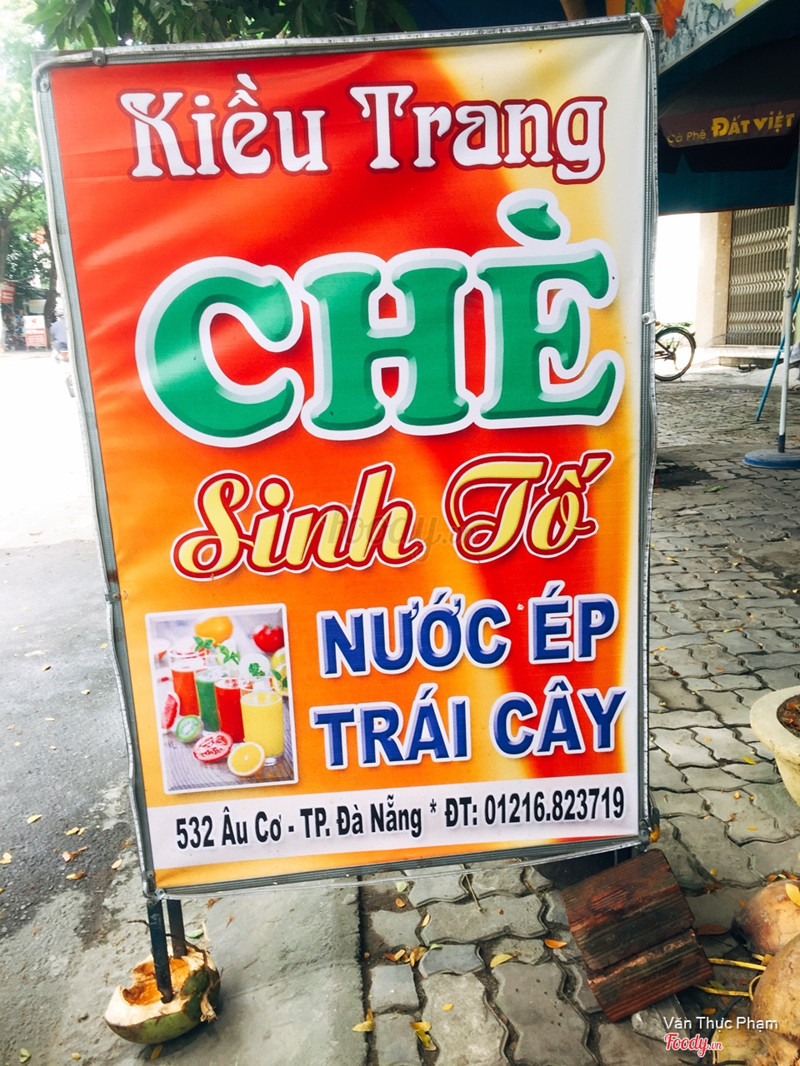 Kiều Trang
CHÈ
Sinh Tố
NƯỚC ÉP
TRÁI CÂY
532 Âu Cơ - TP. Đà Nẵng * ĐT: 01216.823719
Cà Phê ĐẤT VIỆT
Văn Thực Phạm
Foody.vn